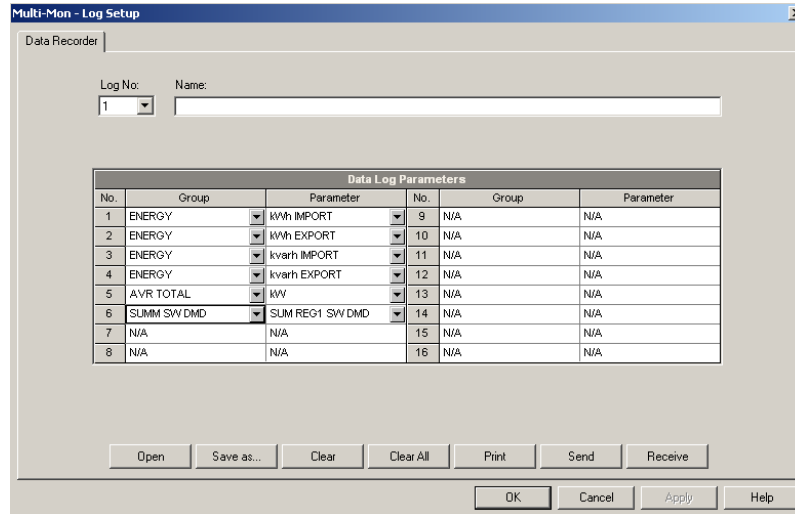 Multi-Mon - Log Setup
Data Recorder
Log No: Name:
1
Data Log Parameters
No. Group Parameter No. Group Parameter
1 ENERGY kWh IMPORT 9 N/A N/A
2 ENERGY kWh EXPORT 10 N/A N/A
3 ENERGY kvarh IMPORT 11 N/A N/A
4 ENERGY kvarh EXPORT 12 N/A N/A
5 AVR TOTAL kW 13 N/A N/A
6 SUMM SW DMD SUM REG1 SW DMD 14 N/A N/A
7 N/A N/A 15 N/A N/A
8 N/A N/A 16 N/A N/A
Open Save as... Clear Clear All Print Send Receive
OK Cancel Apply Help